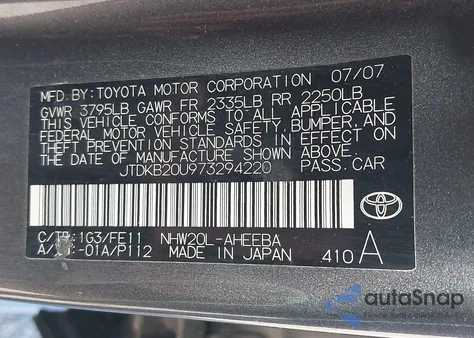 MFD.BY:TOYOTA MOTOR CORPORATION 07/07
GVWR 3795LB GAWR FR 2335LB RR 2250LB
THIS VEHICLE CONFORMS TO ALL APPLICABLE
FEDERAL MOTOR VEHICLE SAFETY,BUMPER,AND
THEFT PREVENTION STANDARDS IN EFFECT ON
THE DATE OF MANUFACTURE SHOWN ABOVE.
JTDKB20U973294220 PASS.CAR
C/TR:1G3/FE11 NHW20L-AHEEBA
A/ :-01A/P112 MADE IN JAPAN 410 A
autoSnap